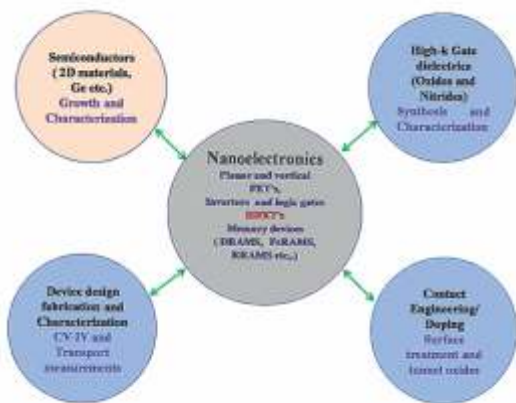 Semiconductors
( 2D materials,
Ge etc.)
Growth and
Characterization
High-k Gate
dielectrics
(Oxides and
Nitrides)
Synthesis and
Characterization
Nanoelectronics
Planer and vertical
FET's,
Inverters and logic gates
Memory devices
( DRAMS, FeRAMS,
RRAMS etc.,)
Device design
fabrication and
Characterization
CV-IV and
Transport
measurements
Contact
Engineering/
Doping
Surface
treatment and
tunnel oxides